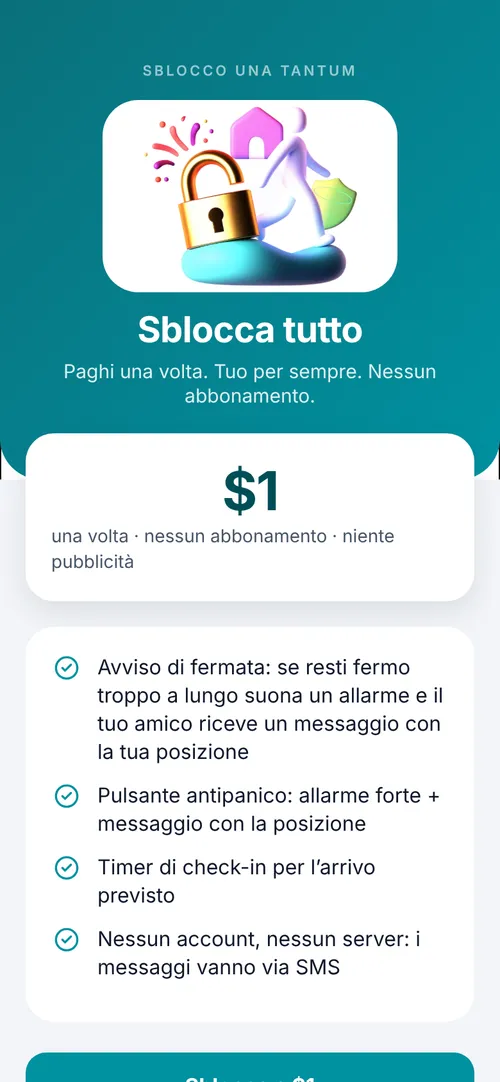 SBLOCCO UNA TANTUM
Sblocca tutto
Paghi una volta. Tuo per sempre. Nessun
abbonamento.
$1
una volta · nessun abbonamento · niente
pubblicità
Avviso di fermata: se resti fermo
troppo a lungo suona un allarme e il
tuo amico riceve un messaggio con
la tua posizione
Pulsante antipanico: allarme forte +
messaggio con la posizione
Timer di check-in per l’arrivo
previsto
Nessun account, nessun server: i
messaggi vanno via SMS